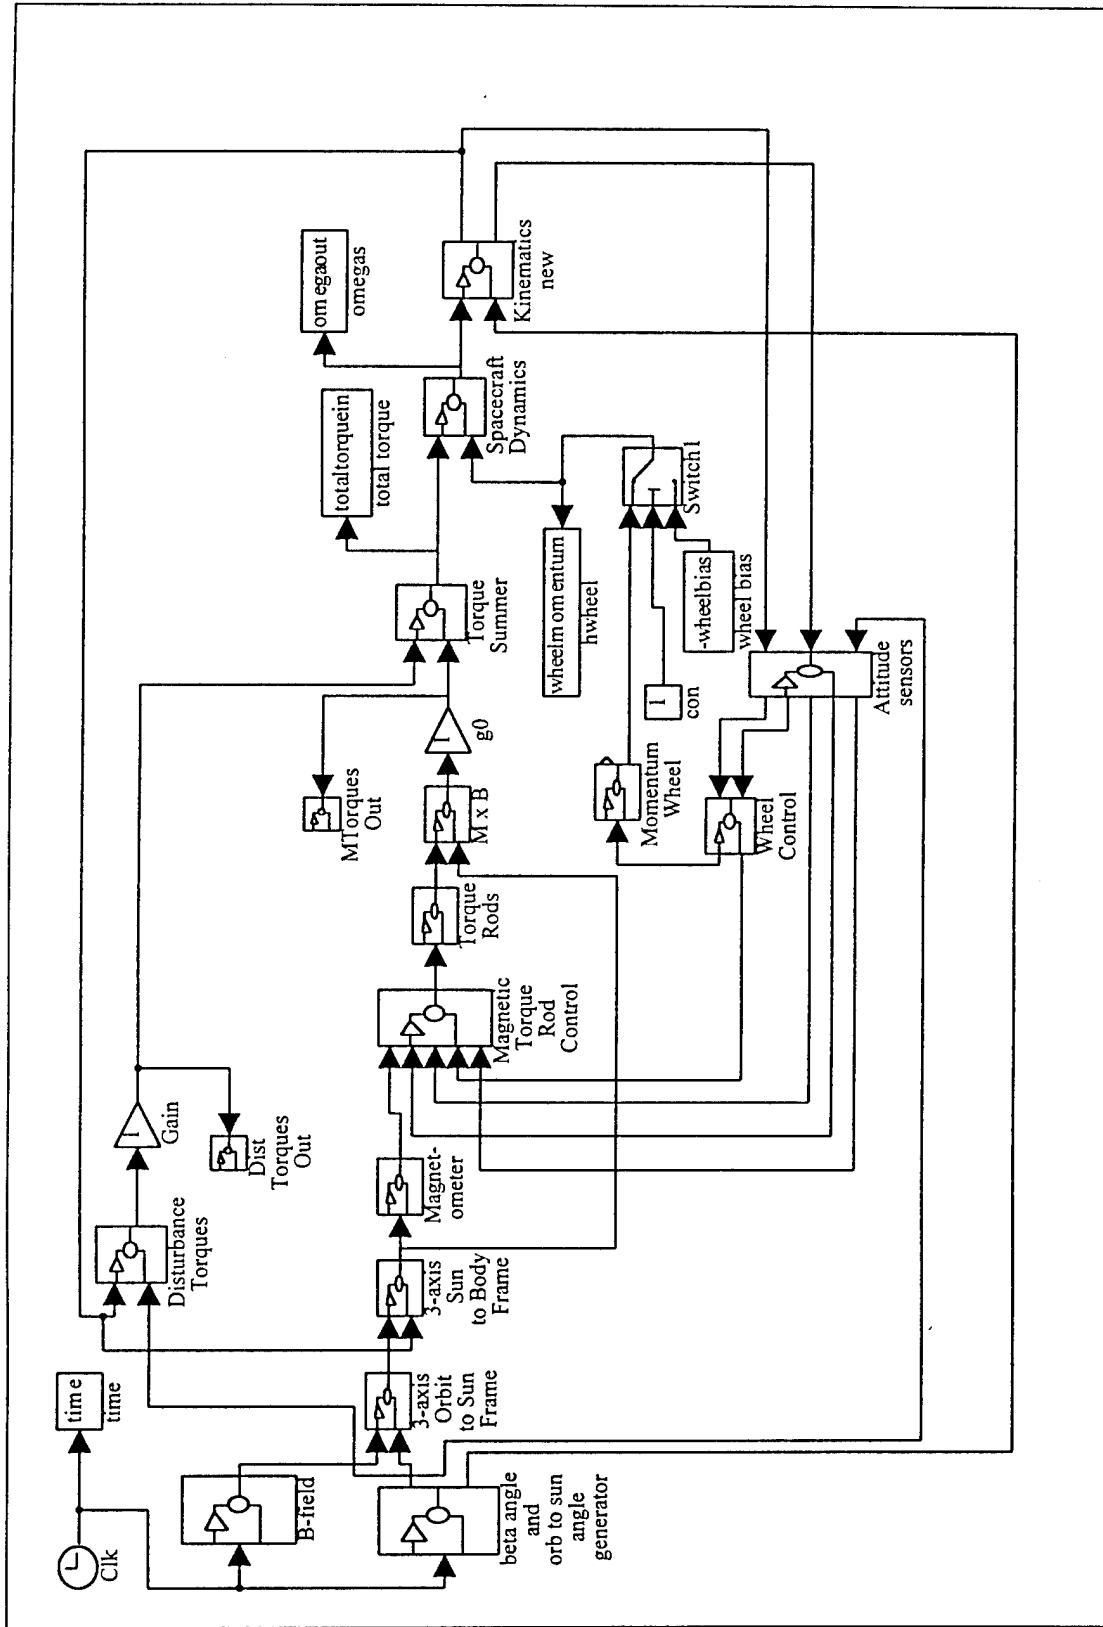 Clk
time
time
B-field
beta angle
and
orb to sun
angle
generator
Disturbance
Torques
1
Gain
Dist
Torques
Out
3-axis
Orbit
to Sun
Frame
3-axis
Sun
to Body
Frame
Magnet-
ometer
Magnetic
Torque
Rod
Control
Torque
Rods
M x B
1
g0
MTorques
Out
Torque
Summer
totaltorquein
total torque
Spacecraft
Dynamics
omegaout
omegas
Kinematics
new
wheelmomentum
hwheel
Switch1
-wheelbias
wheel bias
1
con
Momentum
Wheel
Wheel
Control
Attitude
sensors